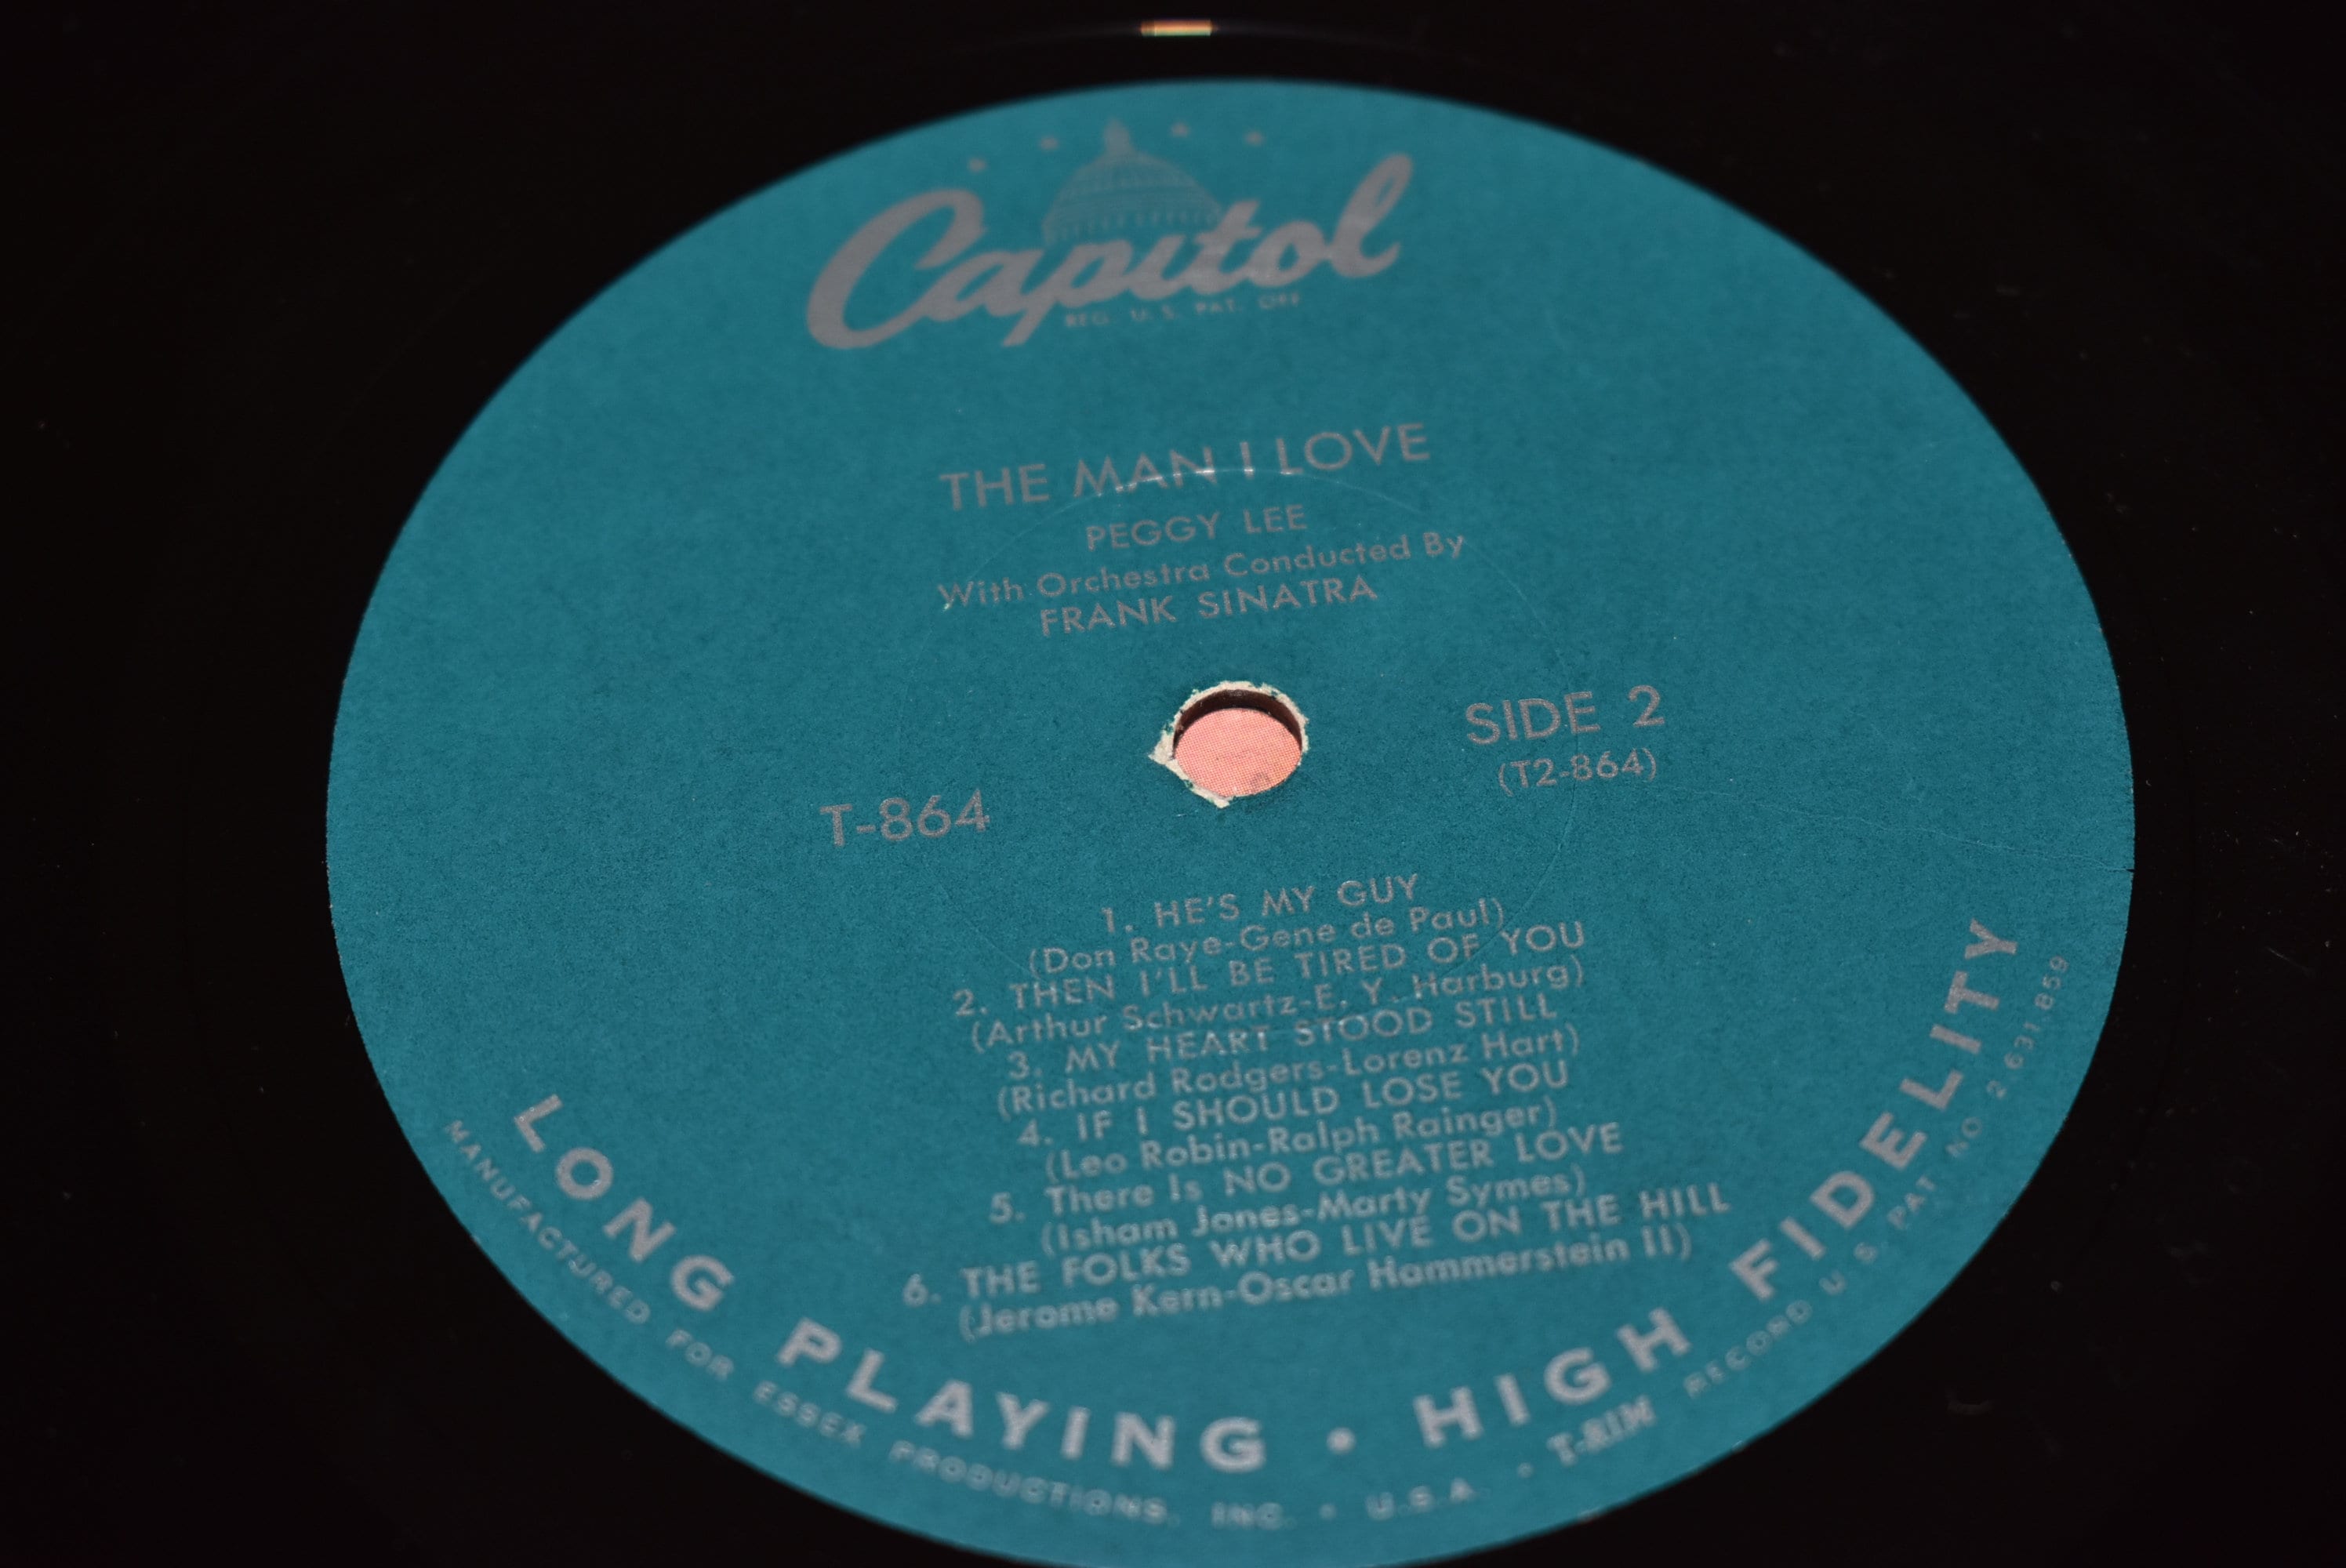 Capitol
REG. U.S. PAT. OFF
THE MAN I LOVE
PEGGY LEE
With Orchestra Conducted By
FRANK SINATRA
SIDE 2
(T2-864)
T-864
1. HE'S MY GUY
(Don Raye-Gene de Paul)
2. THEN I'LL BE TIRED OF YOU
(Arthur Schwartz-E. Y. Harburg)
3. MY HEART STOOD STILL
(Richard Rodgers-Lorenz Hart)
4. IF I SHOULD LOSE YOU
(Leo Robin-Ralph Rainger)
5. There Is NO GREATER LOVE
(Isham Jones-Marty Symes)
6. THE FOLKS WHO LIVE ON THE HILL
(Jerome Kern-Oscar Hammerstein II)
LONG PLAYING • HIGH FIDELITY
MANUFACTURED FOR ESSEX PRODUCTIONS, INC. • U.S.A. • T-RIM RECORD U.S. PAT NO 2,631,859